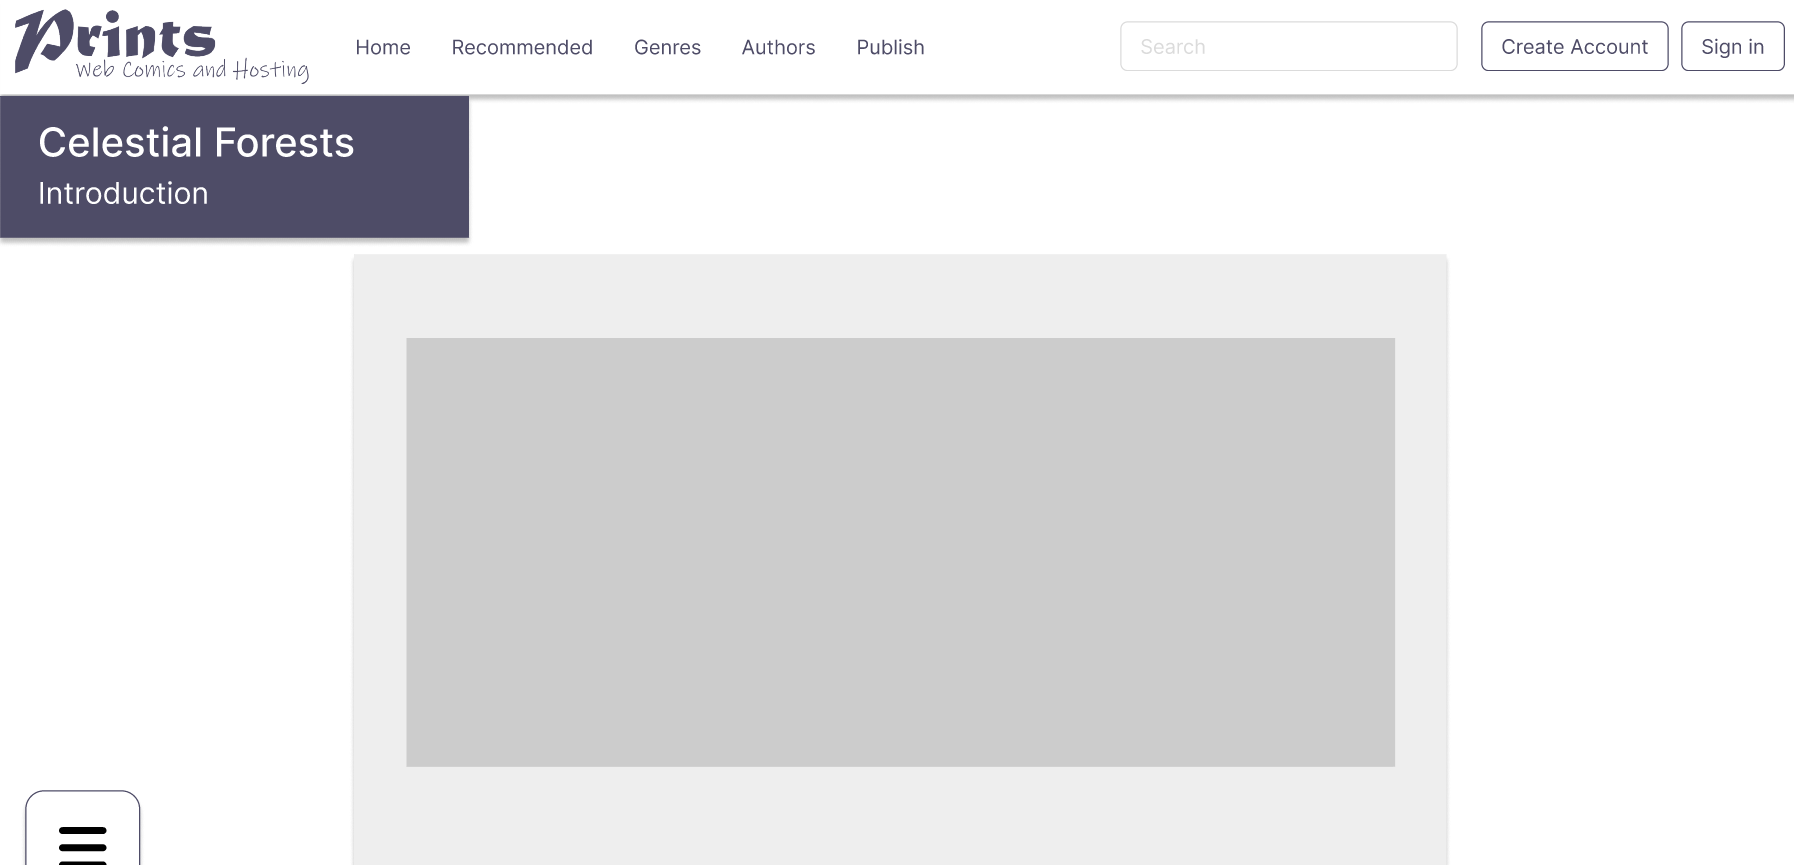 Prints
Web Comics and Hosting
Home Recommended Genres Authors Publish
Search
Create Account
Sign in
Celestial Forests
Introduction